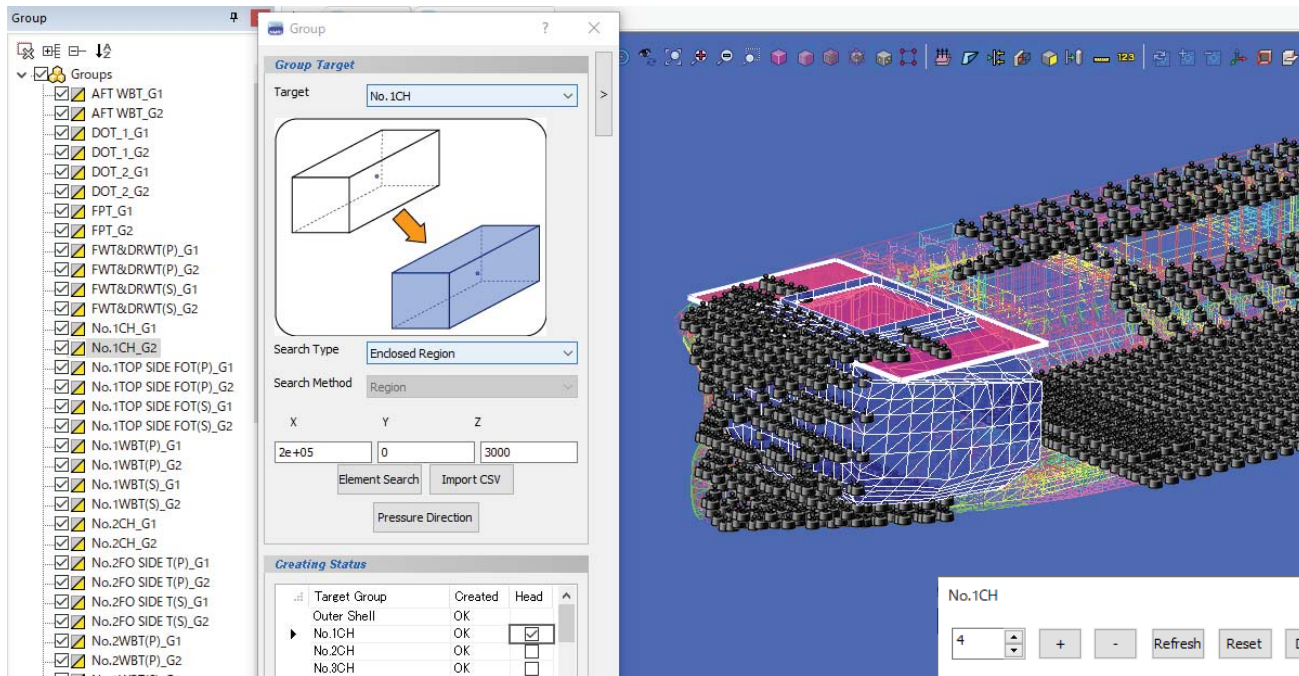 Group
Groups
AFT WBT_G1
AFT WBT_G2
DOT_1_G1
DOT_1_G2
DOT_2_G1
DOT_2_G2
FPT_G1
FPT_G2
FWT&DRWT(P)_G1
FWT&DRWT(P)_G2
FWT&DRWT(S)_G1
FWT&DRWT(S)_G2
No.1CH_G1
No.1CH_G2
No.1TOP SIDE FOT(P)_G1
No.1TOP SIDE FOT(P)_G2
No.1TOP SIDE FOT(S)_G1
No.1TOP SIDE FOT(S)_G2
No.1WBT(P)_G1
No.1WBT(P)_G2
No.1WBT(S)_G1
No.1WBT(S)_G2
No.2CH_G1
No.2CH_G2
No.2FO SIDE T(P)_G1
No.2FO SIDE T(P)_G2
No.2FO SIDE T(S)_G1
No.2FO SIDE T(S)_G2
No.2WBT(P)_G1
No.2WBT(P)_G2
Group ?
Group Target
Target No.1CH >
Search Type Enclosed Region
Search Method Region
X Y Z
2e+05 0 3000
Element Search Import CSV
Pressure Direction
Creating Status
Target Group Created Head
Outer Shell OK
No.1CH OK
No.2CH OK
No.3CH OK
123
No.1CH
4 + - Refresh Reset